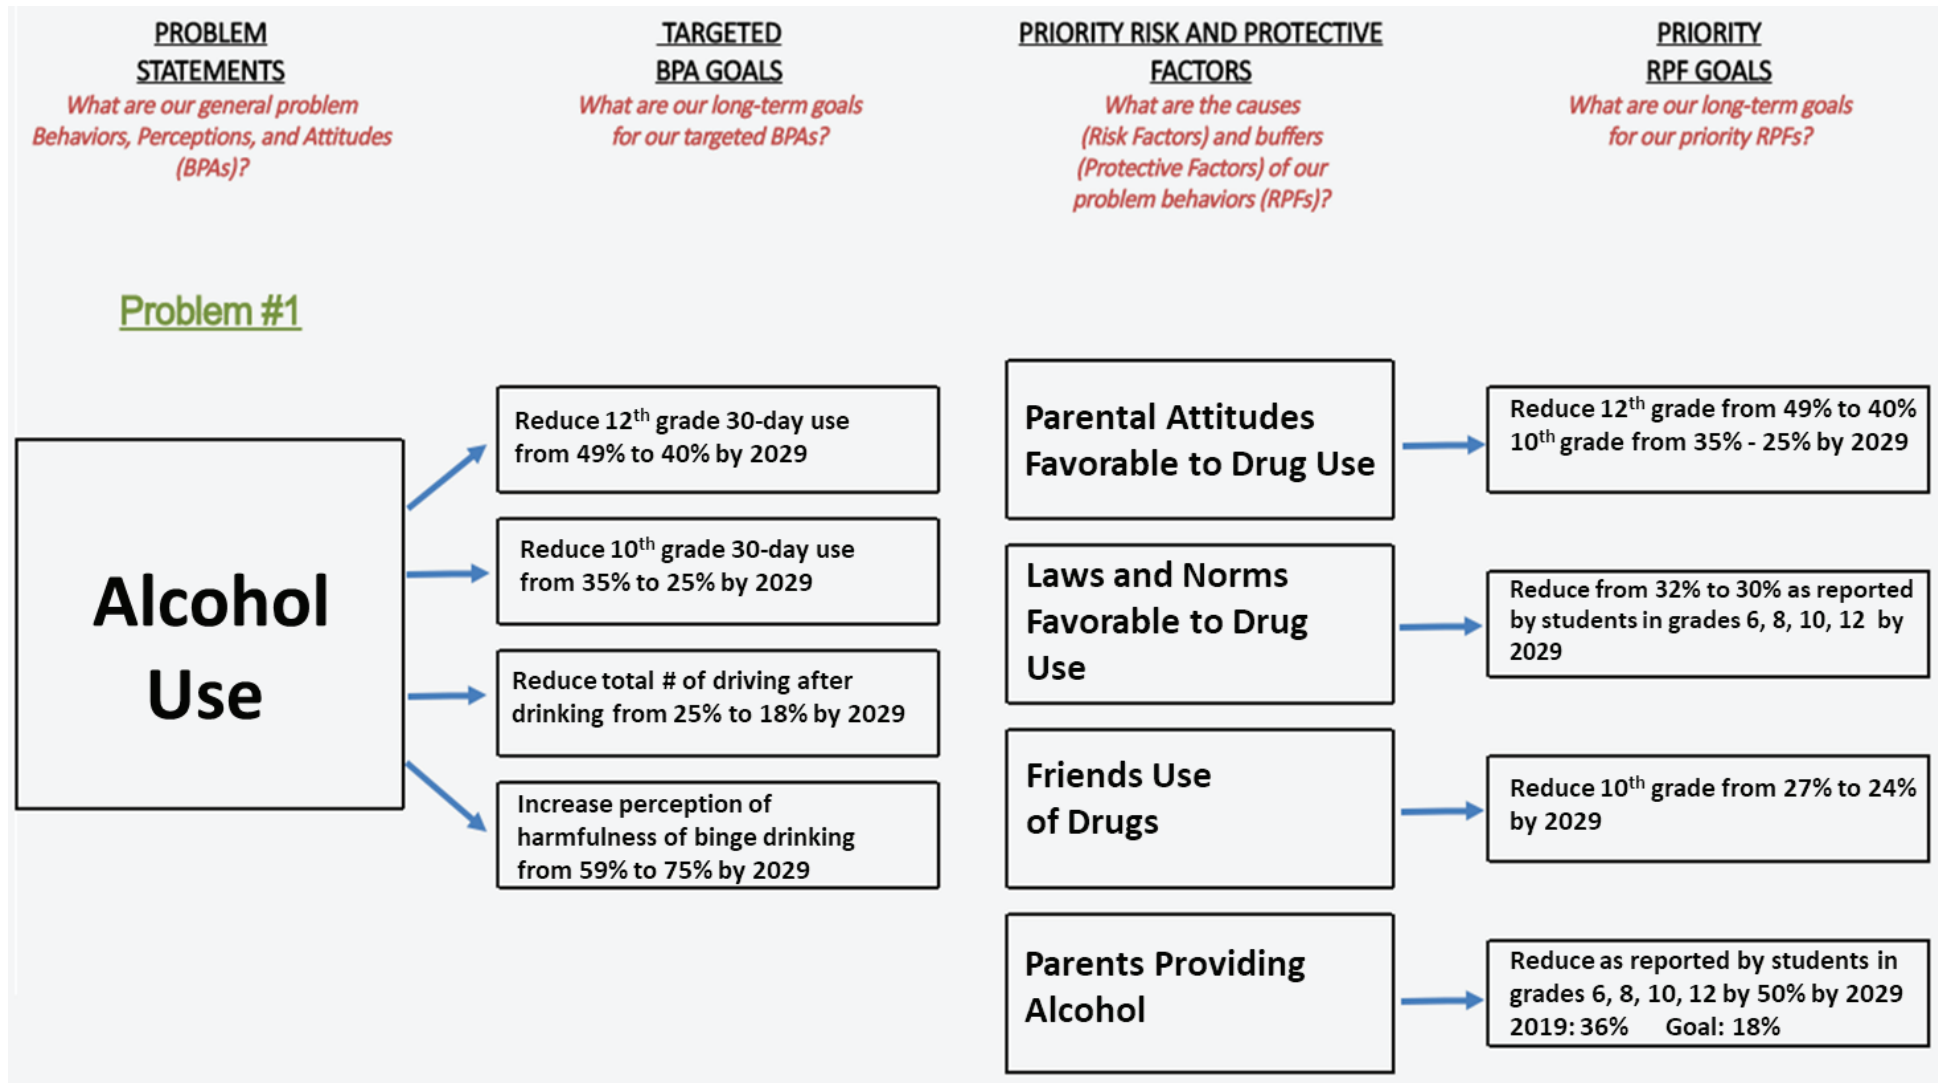 PROBLEM
STATEMENTS
What are our general problem
Behaviors, Perceptions, and Attitudes
(BPAs)?
TARGETED
BPA GOALS
What are our long-term goals
for our targeted BPAs?
PRIORITY RISK AND PROTECTIVE
FACTORS
What are the causes
(Risk Factors) and buffers
(Protective Factors) of our
problem behaviors (RPFs)?
PRIORITY
RPF GOALS
What are our long-term goals
for our priority RPFs?
Problem #1
Alcohol
Use
Reduce 12th grade 30-day use
from 49% to 40% by 2029
Reduce 10th grade 30-day use
from 35% to 25% by 2029
Reduce total # of driving after
drinking from 25% to 18% by 2029
Increase perception of
harmfulness of binge drinking
from 59% to 75% by 2029
Parental Attitudes
Favorable to Drug Use
Reduce 12th grade from 49% to 40%
10th grade from 35% - 25% by 2029
Laws and Norms
Favorable to Drug
Use
Reduce from 32% to 30% as reported
by students in grades 6, 8, 10, 12 by
2029
Friends Use
of Drugs
Reduce 10th grade from 27% to 24%
by 2029
Parents Providing
Alcohol
Reduce as reported by students in
grades 6, 8, 10, 12 by 50% by 2029
2019: 36% Goal: 18%